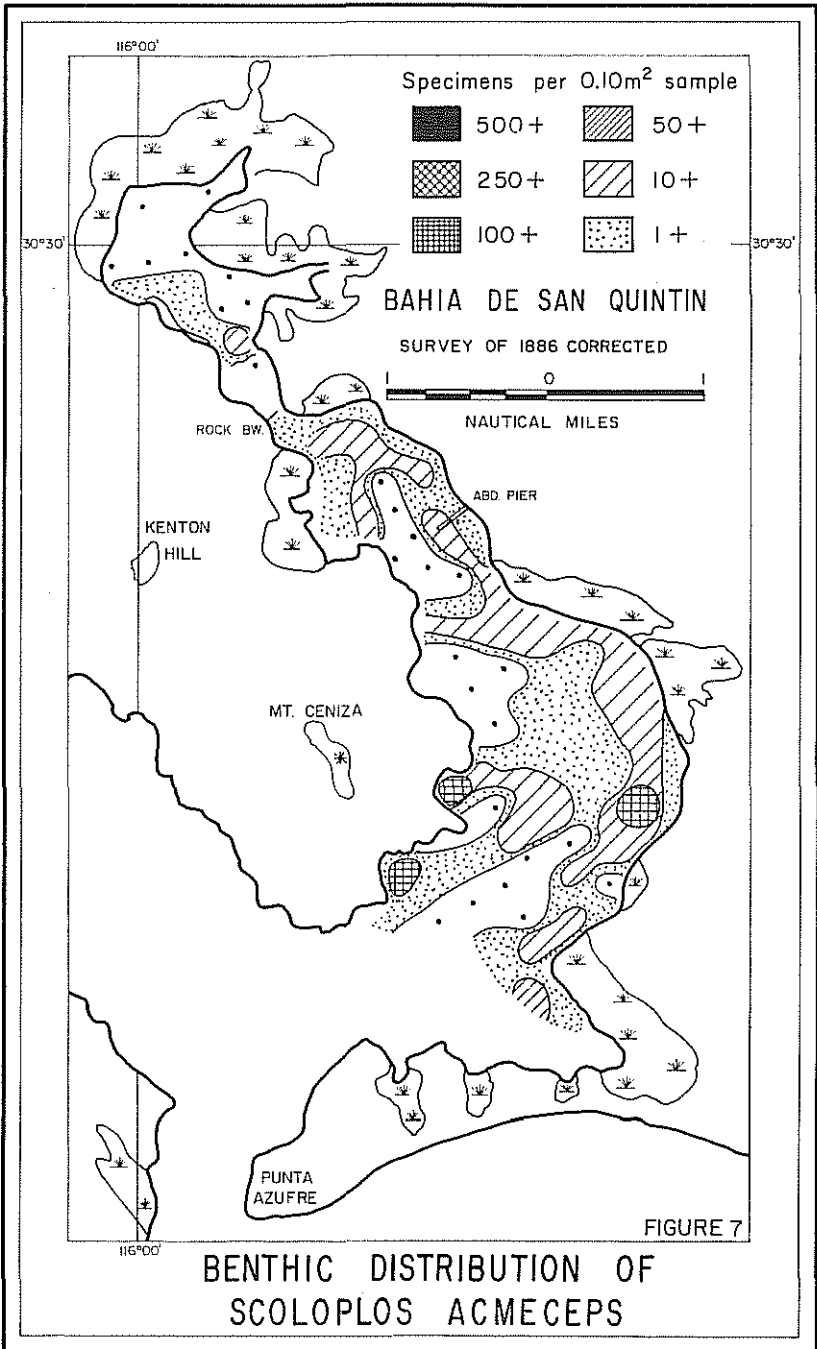 116°00'
Specimens per 0.10m² sample
500+ 50+
250+ 10+
100+ 1+
30°30' 30°30'
BAHIA DE SAN QUINTIN
SURVEY OF 1886 CORRECTED
1 0 1
NAUTICAL MILES
ROCK BW.
ABD. PIER
KENTON
HILL
MT. CENIZA
PUNTA
AZUFRE
FIGURE 7
116°00'
BENTHIC DISTRIBUTION OF
SCOLOPLOS ACMECEPS